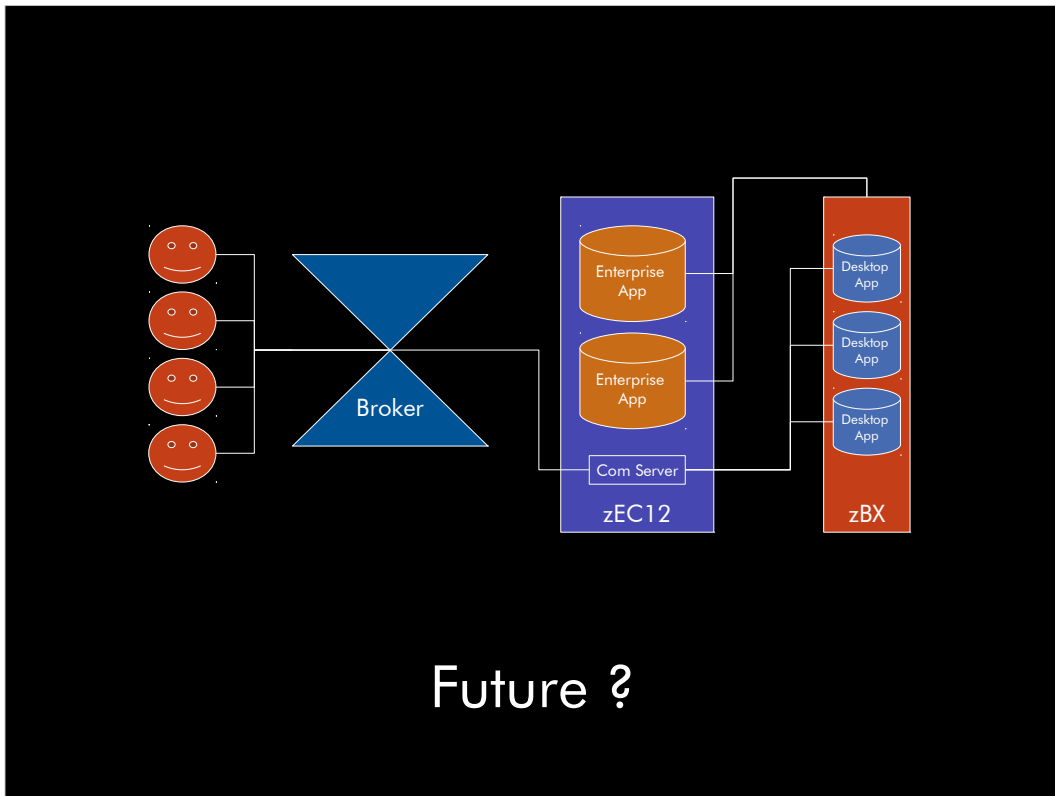 Enterprise
App
Enterprise
App
Desktop
App
Desktop
App
Desktop
App
Broker
Com Server
zEC12
zBX
Future ?